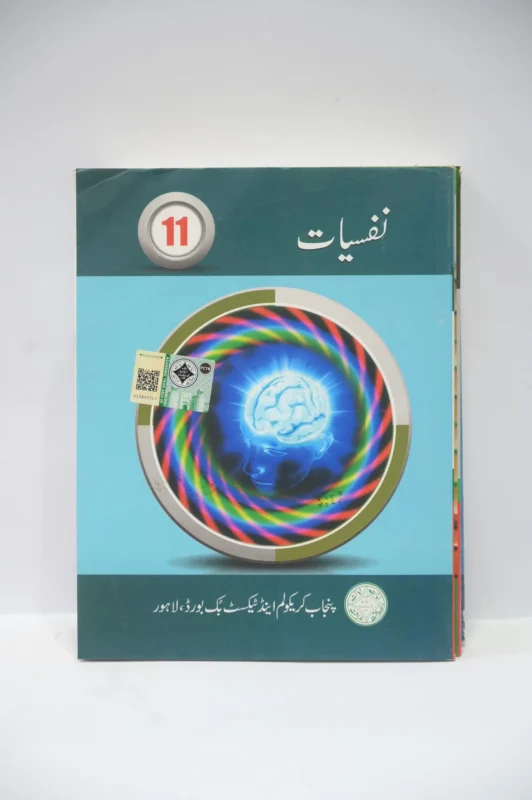 نفسیات
11
پنجاب کریکولم اینڈ ٹیکسٹ بک بورڈ، لاہور